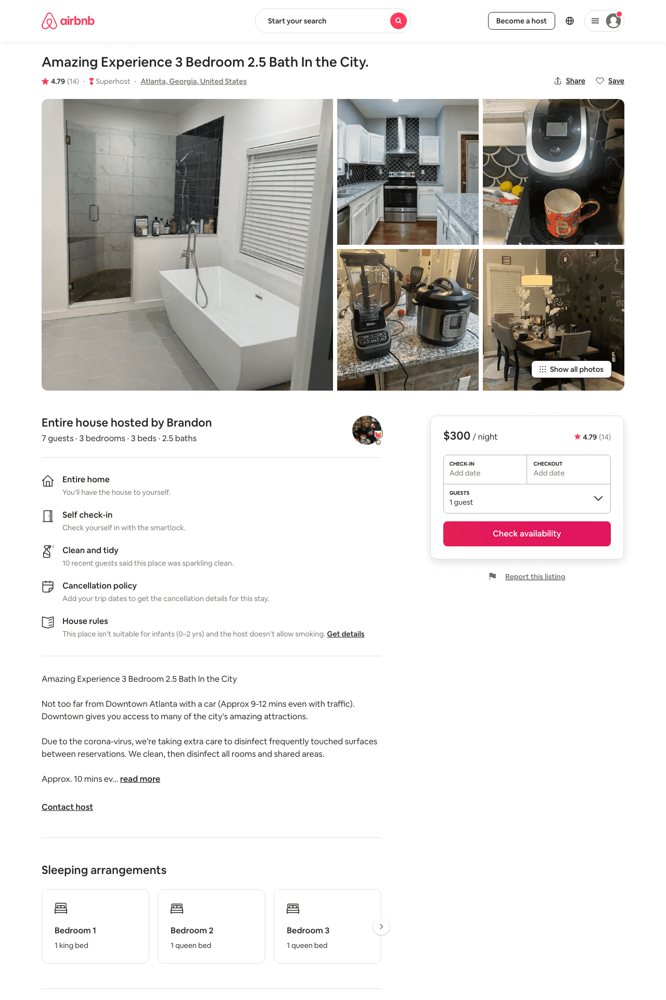 airbnb
Start your search
Become a host
Amazing Experience 3 Bedroom 2.5 Bath In the City.
4.79 (14) · Superhost · Atlanta, Georgia, United States
Share
Save
NINJA
Show all photos
Entire house hosted by Brandon
7 guests · 3 bedrooms · 3 beds · 2.5 baths
Entire home
You’ll have the house to yourself.
Self check-in
Check yourself in with the smartlock.
Clean and tidy
10 recent guests said this place was sparkling clean.
Cancellation policy
Add your trip dates to get the cancellation details for this stay.
House rules
This place isn’t suitable for infants (0–2 yrs) and the host doesn’t allow smoking. Get details
$300 / night
4.79 (14)
CHECK-IN
Add date
CHECKOUT
Add date
GUESTS
1 guest
Check availability
Report this listing
Amazing Experience 3 Bedroom 2.5 Bath In the City
Not too far from Downtown Atlanta with a car (Approx 9-12 mins even with traffic).
Downtown gives you access to many of the city's amazing attractions.
Due to the corona-virus, we’re taking extra care to disinfect frequently touched surfaces
between reservations. We clean, then disinfect all rooms and shared areas.
Approx. 10 mins ev... read more
Contact host
Sleeping arrangements
Bedroom 1
1 king bed
Bedroom 2
1 queen bed
Bedroom 3
1 queen bed